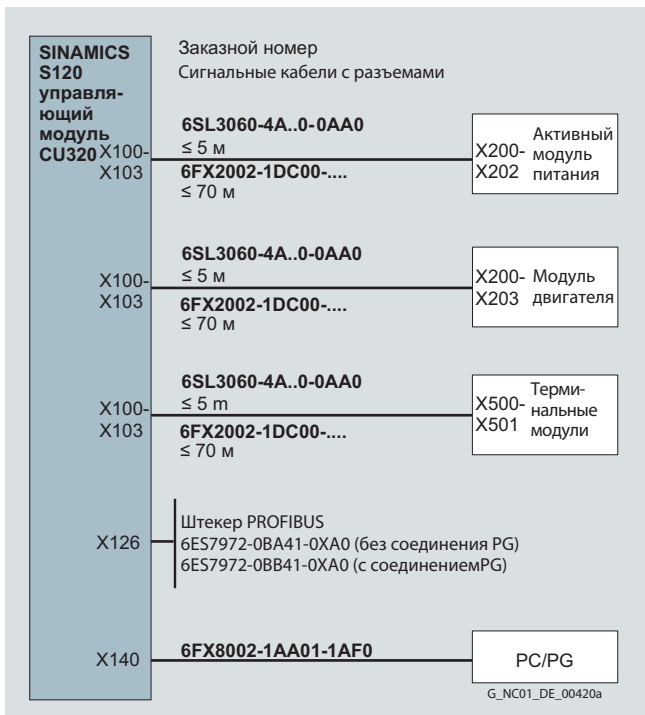 SINAMICS
S120
управля-
ющий
модуль
CU320
Заказной номер
Сигнальные кабели с разъемами
X100-
X103
6SL3060-4A..0-0AA0
≤ 5 м
6FX2002-1DC00-....
≤ 70 м
X200-
X202
Активный
модуль
питания
X100-
X103
6SL3060-4A..0-0AA0
≤ 5 м
6FX2002-1DC00-....
≤ 70 м
X200-
X203
Модуль
двигателя
X100-
X103
6SL3060-4A..0-0AA0
≤ 5 m
6FX2002-1DC00-....
≤ 70 м
X500-
X501
Терми-
нальные
модули
X126
Штекер PROFIBUS
6ES7972-0BA41-0XA0 (без соединения PG)
6ES7972-0BB41-0XA0 (с соединениемPG)
X140
6FX8002-1AA01-1AF0
PC/PG
G_NC01_DE_00420a